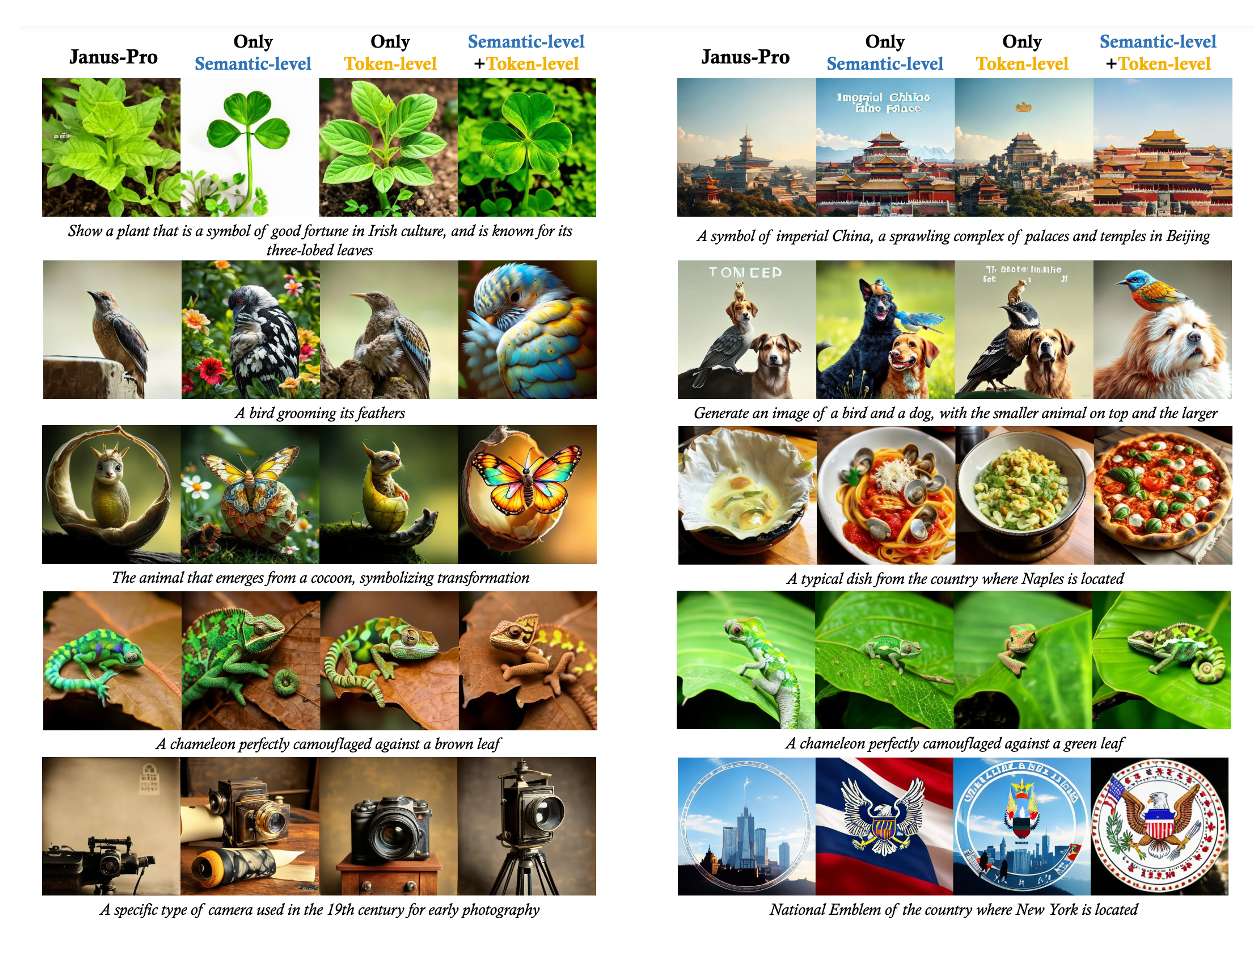 Janus-Pro
Only
Semantic-level
Only
Token-level
Semantic-level
+Token-level
Show a plant that is a symbol of good fortune in Irish culture, and is known for its
three-lobed leaves
A bird grooming its feathers
The animal that emerges from a cocoon, symbolizing transformation
A chameleon perfectly camouflaged against a brown leaf
A specific type of camera used in the 19th century for early photography
Janus-Pro
Only
Semantic-level
Only
Token-level
Semantic-level
+Token-level
A symbol of imperial China, a sprawling complex of palaces and temples in Beijing
TONCED
Generate an image of a bird and a dog, with the smaller animal on top and the larger
A typical dish from the country where Naples is located
A chameleon perfectly camouflaged against a green leaf
National Emblem of the country where New York is located